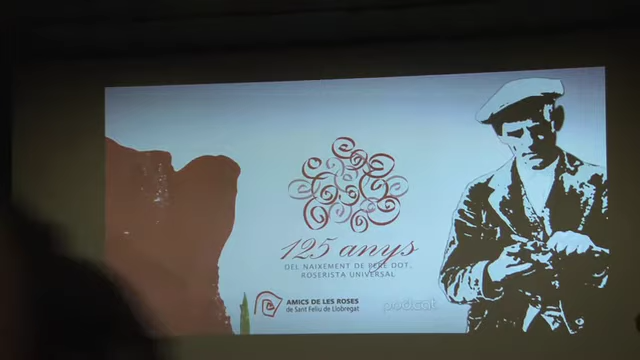 125 anys
DEL NAIXEMENT DE PERE DOT,
ROSERISTA UNIVERSAL
AMICS DE LES ROSES
de Sant Feliu de Llobregat